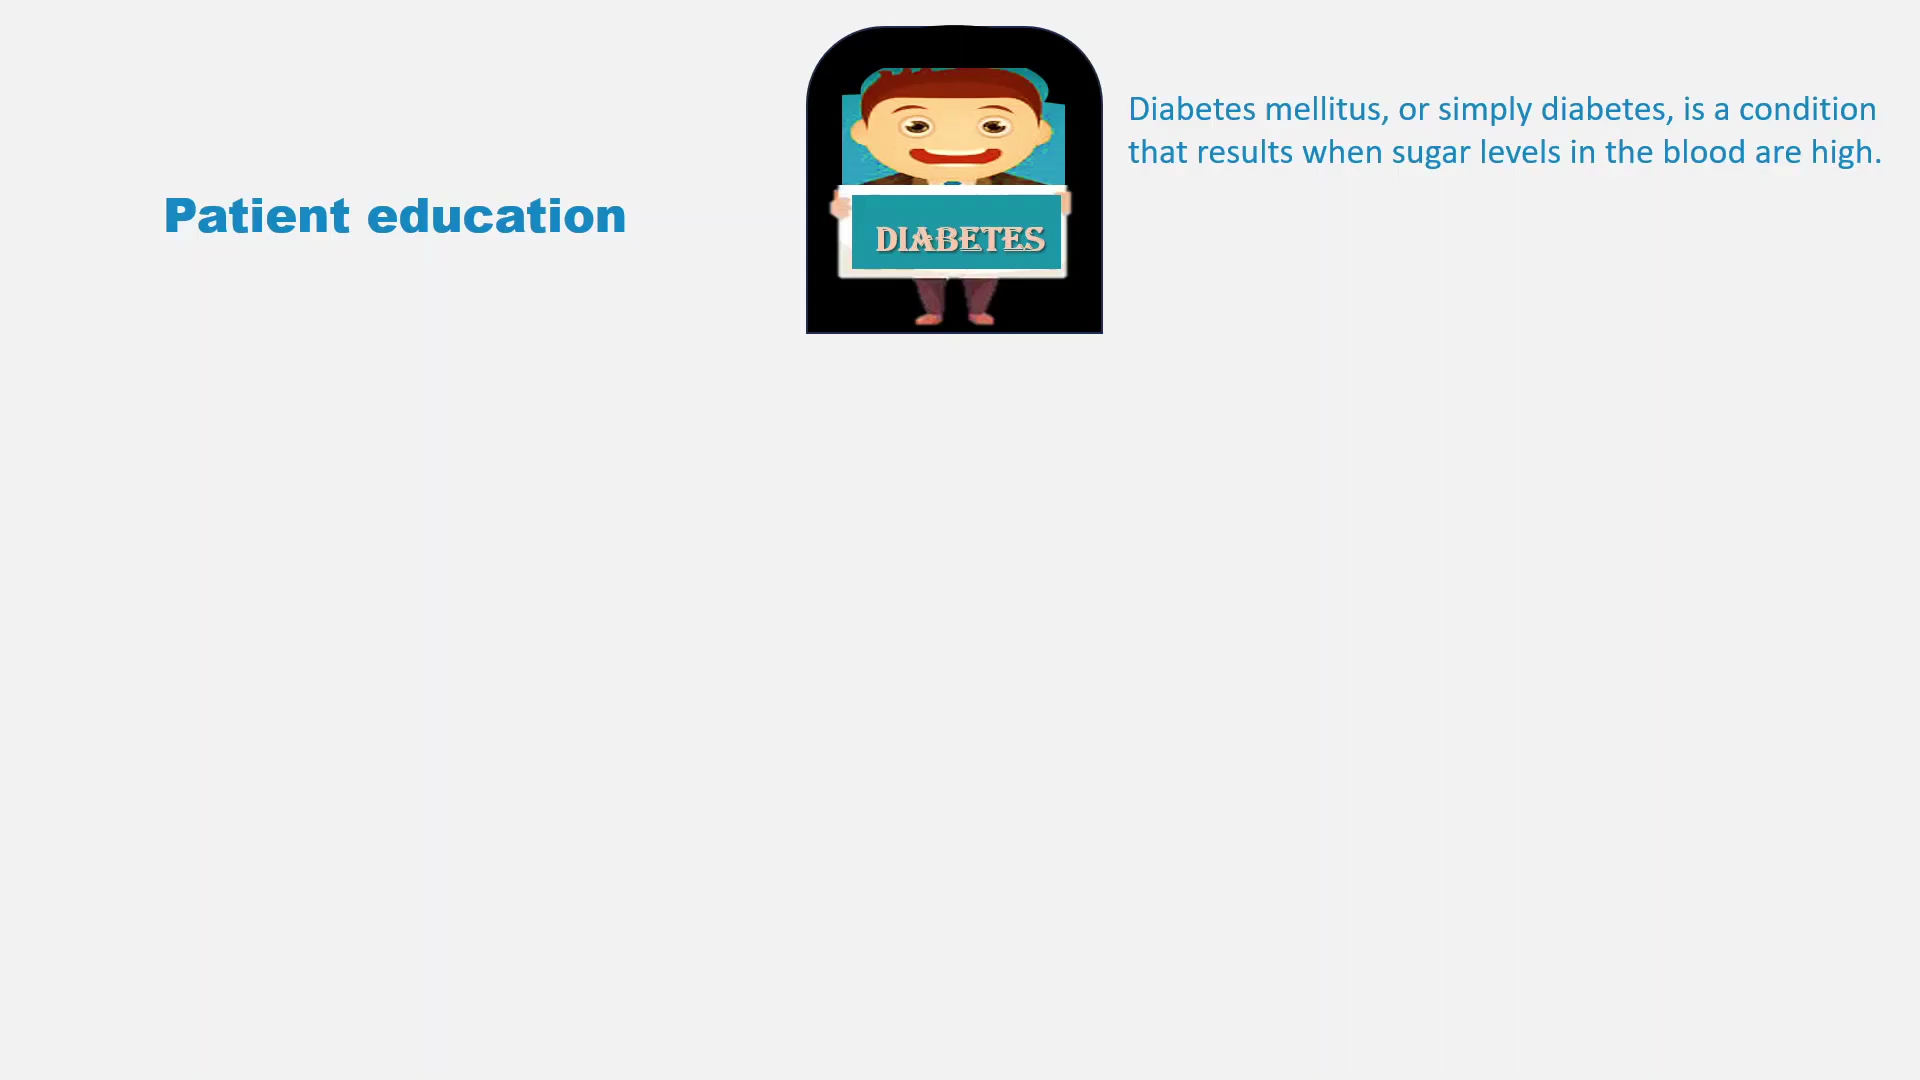 Patient education
DIABETES
Diabetes mellitus, or simply diabetes, is a condition
that results when sugar levels in the blood are high.